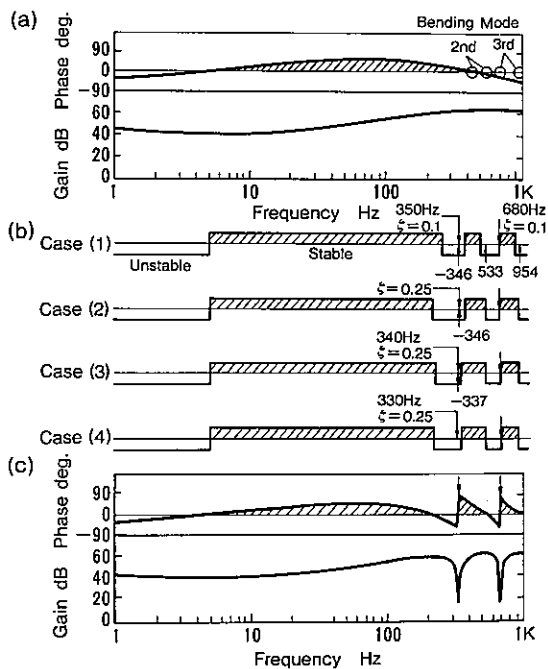 (a)
Bending Mode
2nd 3rd
Phase deg.
90
0
-90
Gain dB
60
40
20
0
1 10 100 1K
Frequency Hz
350Hz 680Hz
ζ=0.1 ζ=0.1
(b)
Case (1)
Unstable
Stable
-346 533 954
Case (2)
ζ=0.25
-346
Case (3)
340Hz
ζ=0.25
-337
Case (4)
330Hz
ζ=0.25
(c)
Phase deg.
90
0
-90
Gain dB
60
40
20
0
1 10 100 1K
Frequency Hz